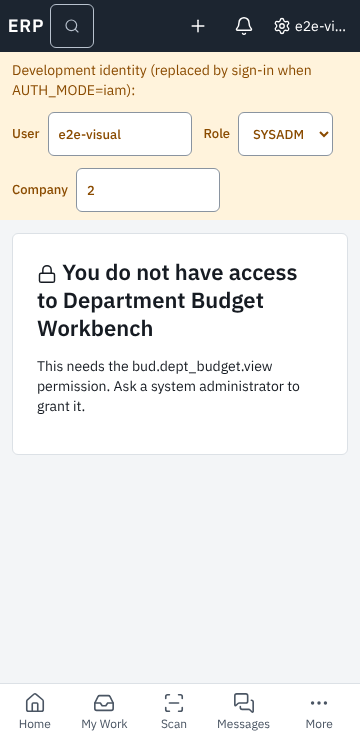 ERP
e2e-vi...
Development identity (replaced by sign-in when
AUTH_MODE=iam):
User e2e-visual Role SYSADM
Company 2
You do not have access
to Department Budget
Workbench
This needs the bud.dept_budget.view
permission. Ask a system administrator to
grant it.
Home My Work Scan Messages More